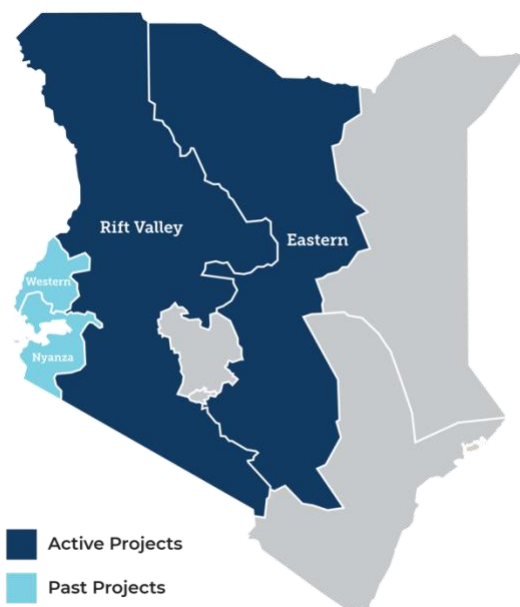 Rift Valley
Eastern
Western
Nyanza
Active Projects
Past Projects